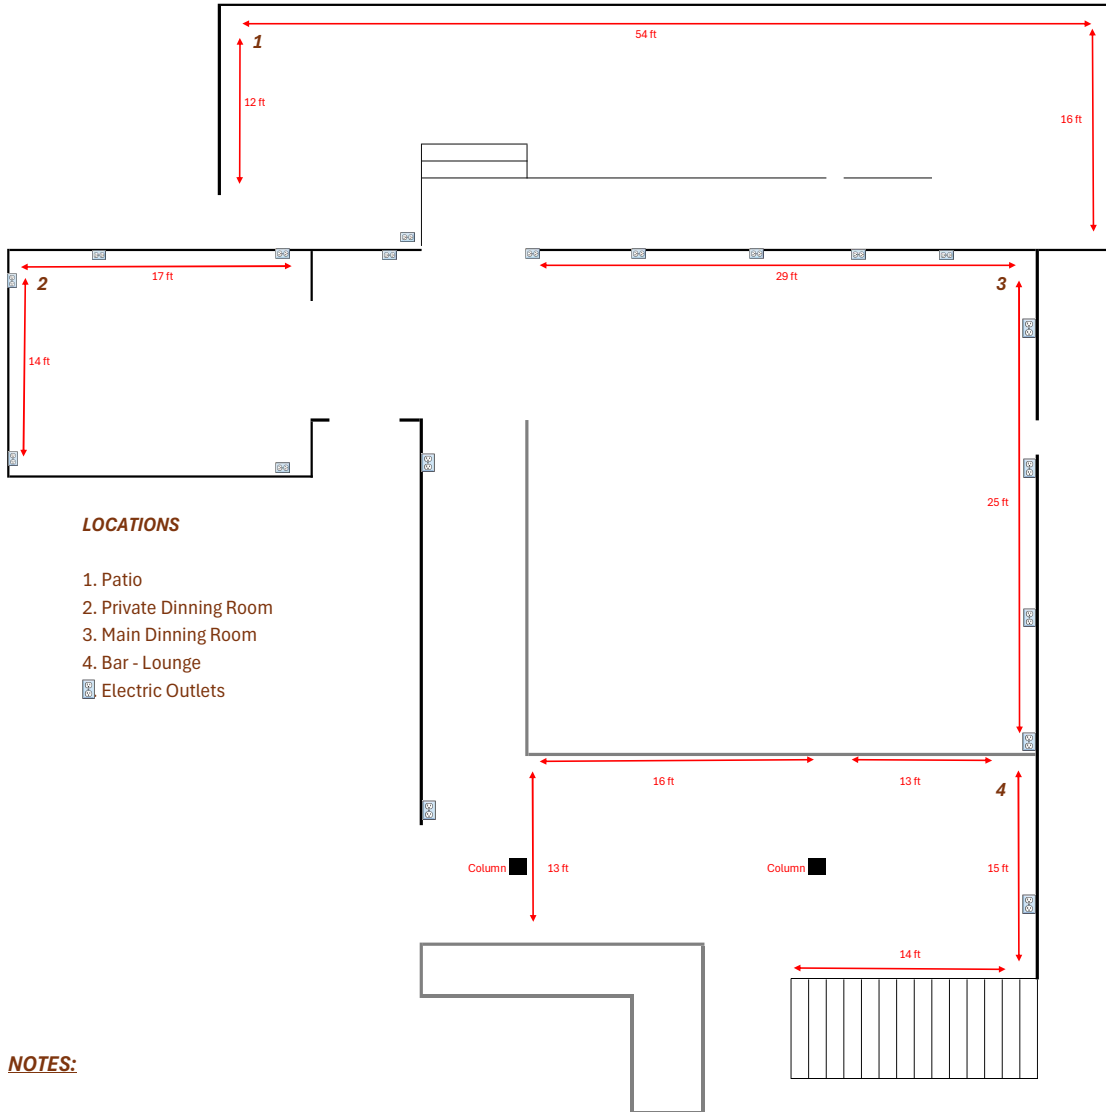 54 ft
1
12 ft
16 ft
17 ft
29 ft
2
3
14 ft
25 ft
LOCATIONS
1. Patio
2. Private Dinning Room
3. Main Dinning Room
4. Bar - Lounge
Electric Outlets
16 ft
13 ft
4
Column
13 ft
Column
15 ft
14 ft
NOTES: